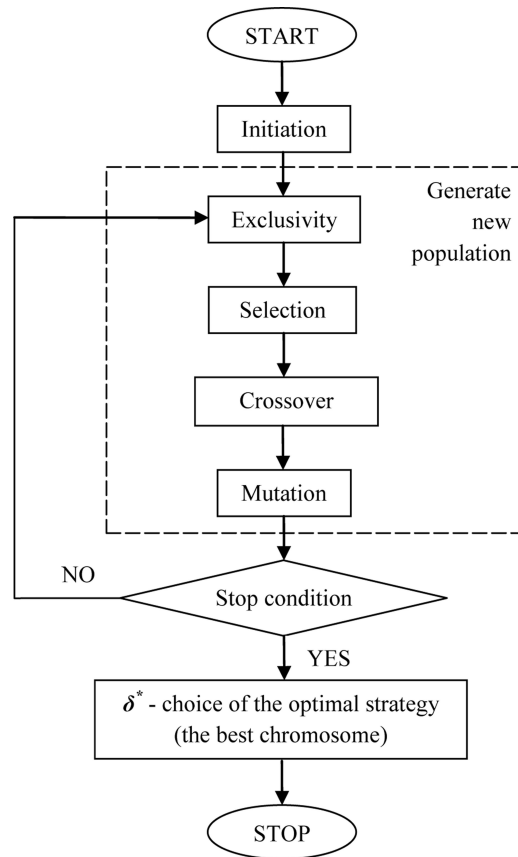 START
Initiation
Generate
new
population
Exclusivity
Selection
Crossover
Mutation
Stop condition
NO
YES
δ* - choice of the optimal strategy
(the best chromosome)
STOP